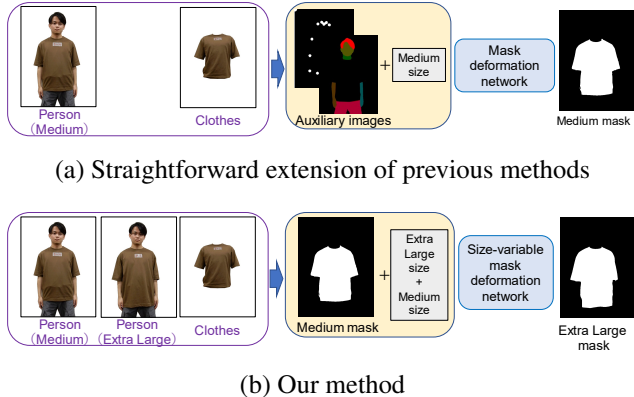 Person
(Medium)
Clothes
Auxiliary images
+
Medium
size
Mask
deformation
network
Medium mask
(a) Straightforward extension of previous methods
Person
(Medium)
Person
(Extra Large)
Clothes
Medium mask
+
Extra
Large
size
+
Medium
size
Size-variable
mask
deformation
network
Extra Large
mask
(b) Our method